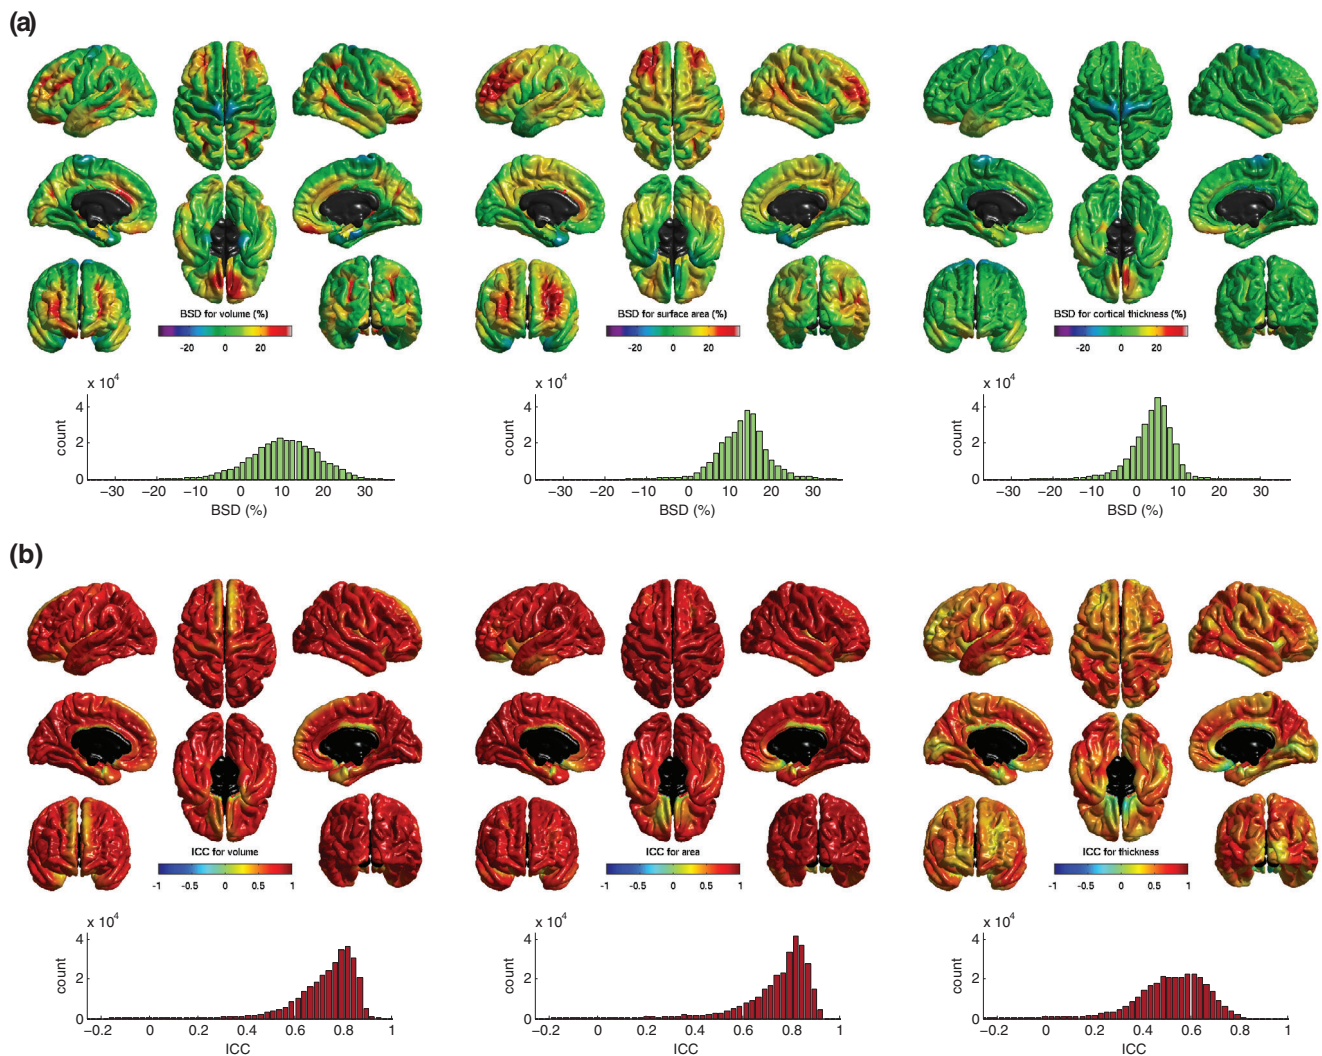 (a)
BSD for volume (%)
-20 0 20
BSD for surface area (%)
-20 0 20
BSD for cortical thickness (%)
-20 0 20
x 10^4
4
2
0
count
−30 −20 −10 0 10 20 30
BSD (%)
x 10^4
4
2
0
count
−30 −20 −10 0 10 20 30
BSD (%)
x 10^4
4
2
0
count
−30 −20 −10 0 10 20 30
BSD (%)
(b)
ICC for volume
-1 -0.5 0 0.5 1
ICC for area
-1 -0.5 0 0.5 1
ICC for thickness
-1 -0.5 0 0.5 1
x 10^4
4
2
0
count
−0.2 0 0.2 0.4 0.6 0.8 1
ICC
x 10^4
4
2
0
count
−0.2 0 0.2 0.4 0.6 0.8 1
ICC
x 10^4
4
2
0
count
−0.2 0 0.2 0.4 0.6 0.8 1
ICC